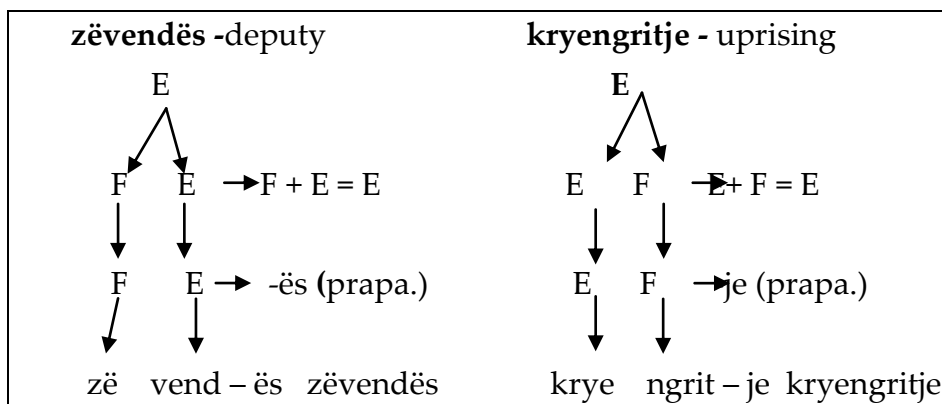 zëvendës -deputy kryengritje - uprising
E E
F E F + E = E E F E+ F = E
F E -ës (prapa.) E F je (prapa.)
zë vend – ës zëvendës krye ngrit – je kryengritje